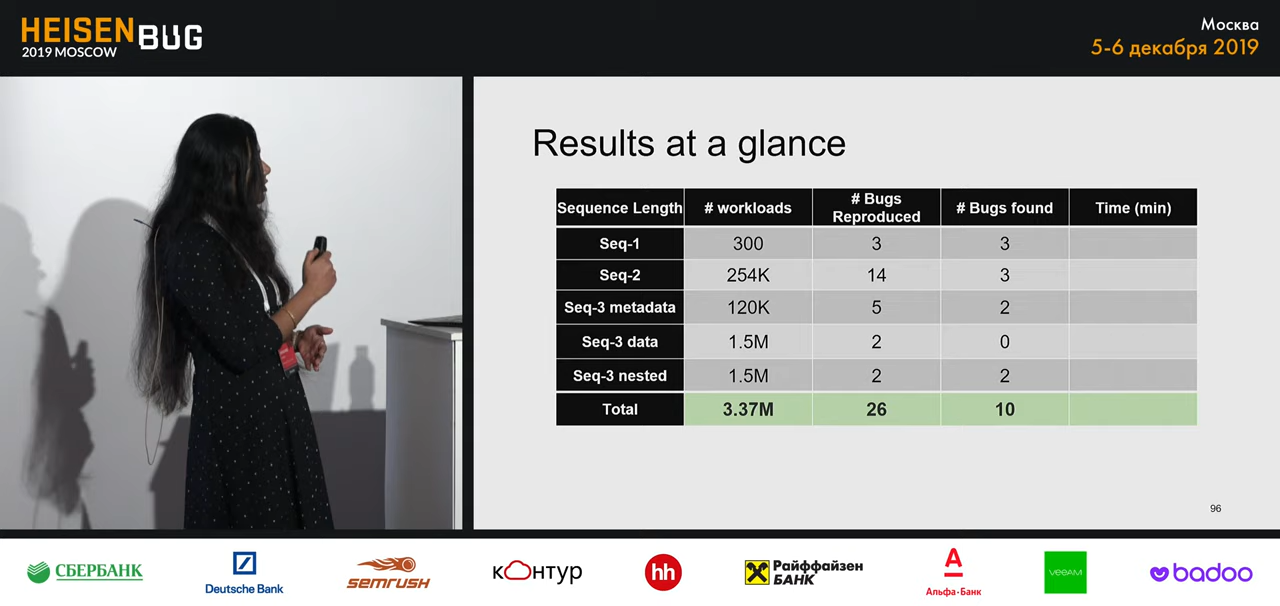 HEISENBUG
2019 MOSCOW
Москва
5-6 декабря 2019
Results at a glance
Sequence Length # workloads # Bugs Reproduced # Bugs found Time (min)
Seq-1 300 3 3
Seq-2 254K 14 3
Seq-3 metadata 120K 5 2
Seq-3 data 1.5M 2 0
Seq-3 nested 1.5M 2 2
Total 3.37M 26 10
96
СБЕРБАНК
Deutsche Bank
semrush
контур
hh
Райффайзен
БАНК
А
Альфа·Банк
veeam
badoo